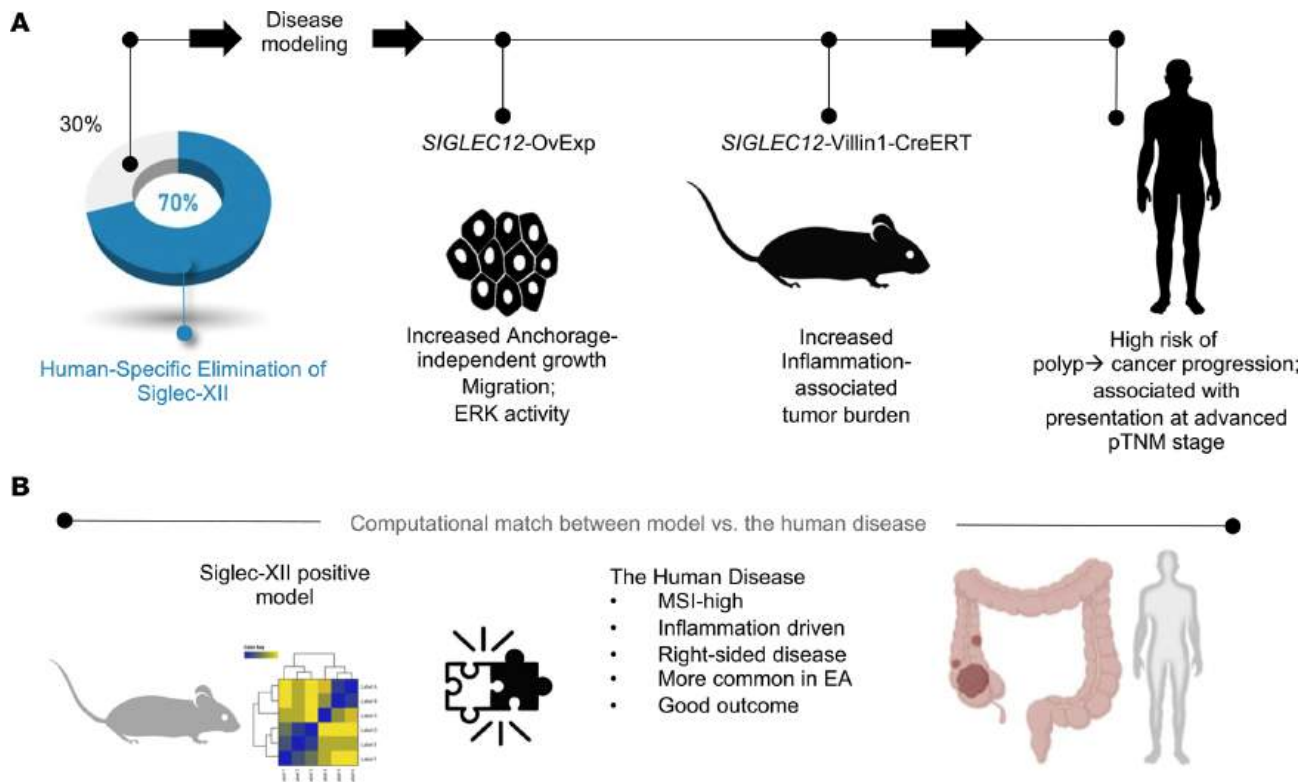 A
Disease
modeling
30%
70%
Human-Specific Elimination of
Siglec-XII
SIGLEC12-OvExp
Increased Anchorage-
independent growth
Migration;
ERK activity
SIGLEC12-Villin1-CreERT
Increased
Inflammation-
associated
tumor burden
High risk of
polyp→ cancer progression;
associated with
presentation at advanced
pTNM stage
B
Computational match between model vs. the human disease
Siglec-XII positive
model
The Human Disease
• MSI-high
• Inflammation driven
• Right-sided disease
• More common in EA
• Good outcome